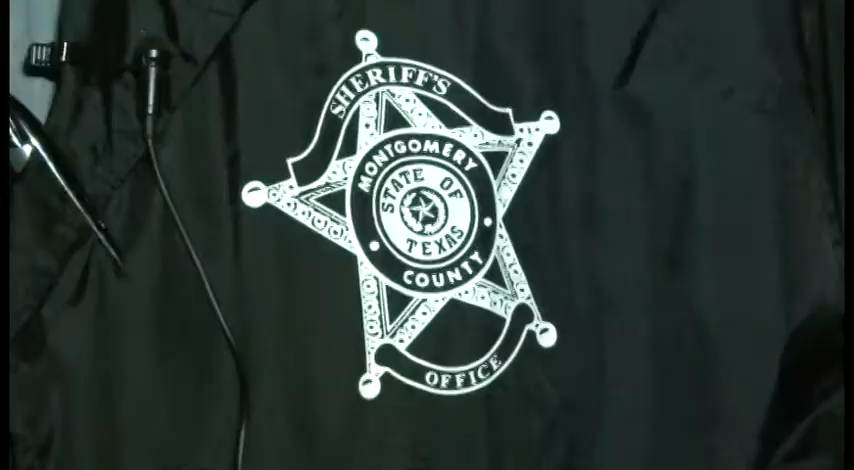 SHERIFF'S
MONTGOMERY
STATE OF
TEXAS
COUNTY
OFFICE